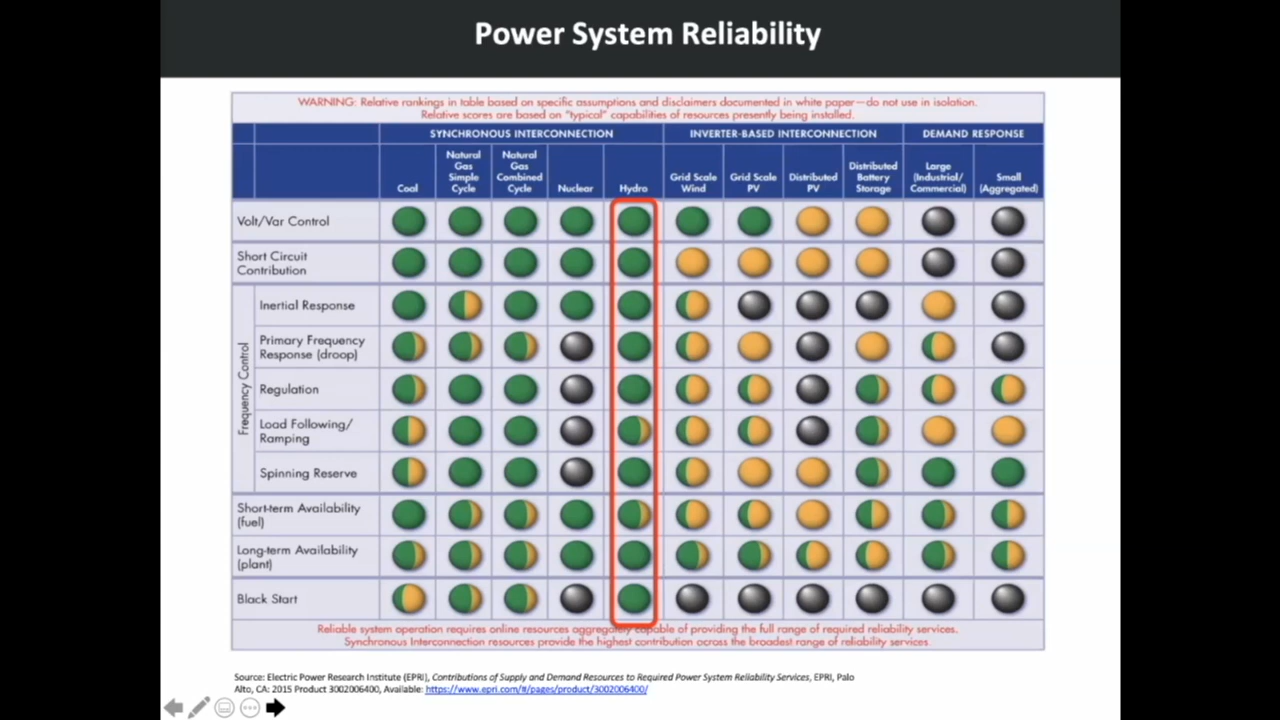 Power System Reliability
WARNING: Relative rankings in table based on specific assumptions and disclaimers documented in white paper—do not use in isolation.
Relative scores are based on "typical" capabilities of resources presently being installed.
SYNCHRONOUS INTERCONNECTION
INVERTER-BASED INTERCONNECTION
DEMAND RESPONSE
Coal
Natural
Gas
Simple
Cycle
Natural
Gas
Combined
Cycle
Nuclear
Hydro
Grid Scale
Wind
Grid Scale
PV
Distributed
PV
Distributed
Battery
Storage
Large
(Industrial/
Commercial)
Small
(Aggregated)
Volt/Var Control
Short Circuit
Contribution
Frequency Control
Inertial Response
Primary Frequency
Response (droop)
Regulation
Load Following/
Ramping
Spinning Reserve
Short-term Availability
(fuel)
Long-term Availability
(plant)
Black Start
Reliable system operation requires online resources aggregately capable of providing the full range of required reliability services.
Synchronous Interconnection resources provide the highest contribution across the broadest range of reliability services
Source: Electric Power Research Institute (EPRI), Contributions of Supply and Demand Resources to Required Power System Reliability Services, EPRI, Palo
Alto, CA: 2015 Product 3002006400, Available: https://www.epri.com/#/pages/product/3002006400/